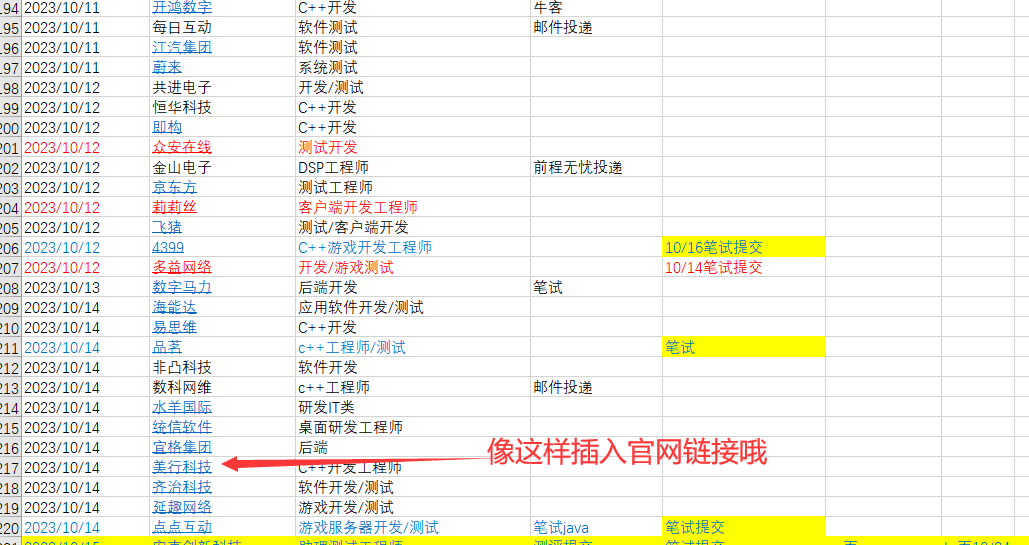 194 2023/10/11 开鸿数字 C++开发 牛客
195 2023/10/11 每日互动 软件测试 邮件投递
196 2023/10/11 江汽集团 软件测试
197 2023/10/11 蔚来 系统测试
198 2023/10/12 共进电子 开发/测试
199 2023/10/12 恒华科技 C++开发
200 2023/10/12 即构 C++开发
201 2023/10/12 众安在线 测试开发
202 2023/10/12 金山电子 DSP工程师 前程无忧投递
203 2023/10/12 京东方 测试工程师
204 2023/10/12 莉莉丝 客户端开发工程师
205 2023/10/12 飞猪 测试/客户端开发
206 2023/10/12 4399 C++游戏开发工程师 10/16笔试提交
207 2023/10/12 多益网络 开发/游戏测试 10/14笔试提交
208 2023/10/13 数字马力 后端开发 笔试
209 2023/10/14 海能达 应用软件开发/测试
210 2023/10/14 易思维 C++开发
211 2023/10/14 品茗 c++工程师/测试 笔试
212 2023/10/14 非凸科技 软件开发
213 2023/10/14 数科网维 c++工程师 邮件投递
214 2023/10/14 水羊国际 研发IT类
215 2023/10/14 统信软件 桌面研发工程师
216 2023/10/14 宜格集团 后端
像这样插入官网链接哦
217 2023/10/14 美行科技 C++开发工程师
218 2023/10/14 齐治科技 软件开发/测试
219 2023/10/14 延趣网络 游戏开发/测试
220 2023/10/14 点点互动 游戏服务器开发/测试 笔试java 笔试提交